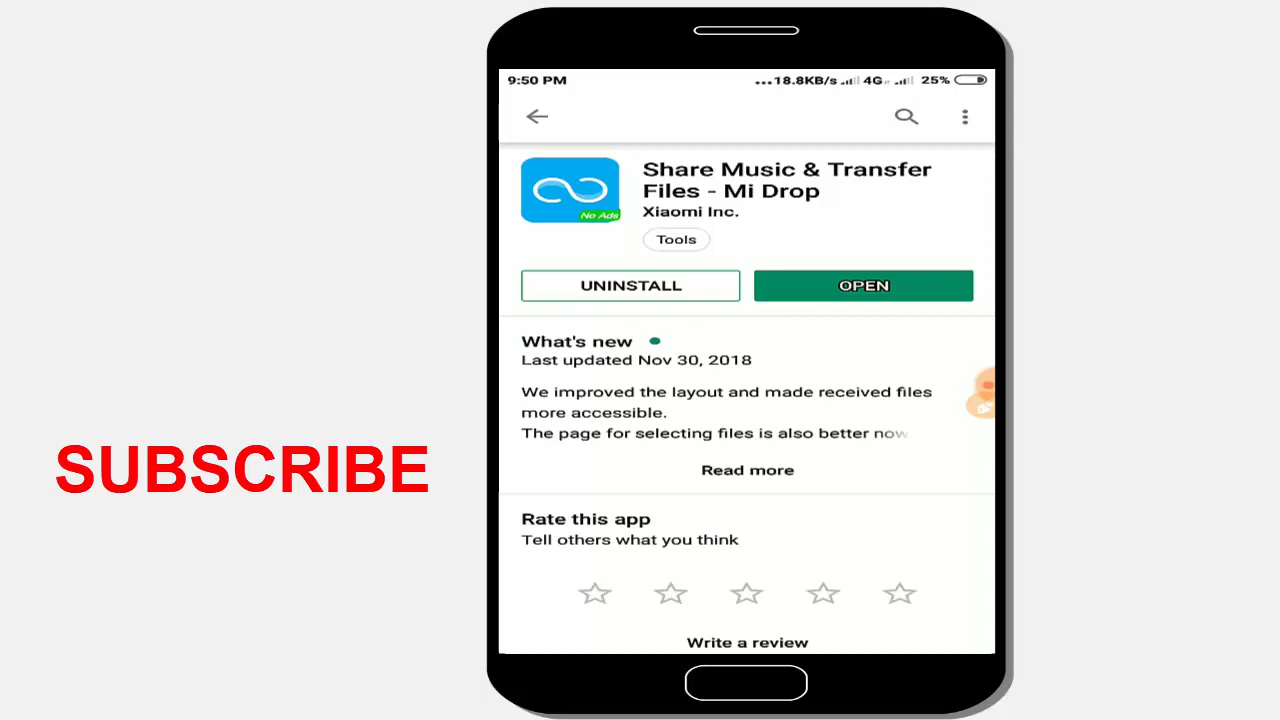 9:50 PM
...18.8KB/s 4G 25%
Share Music & Transfer
Files - Mi Drop
Xiaomi Inc.
No Ads
Tools
UNINSTALL
OPEN
What's new
Last updated Nov 30, 2018
We improved the layout and made received files
more accessible.
The page for selecting files is also better now
Read more
SUBSCRIBE
Rate this app
Tell others what you think
Write a review